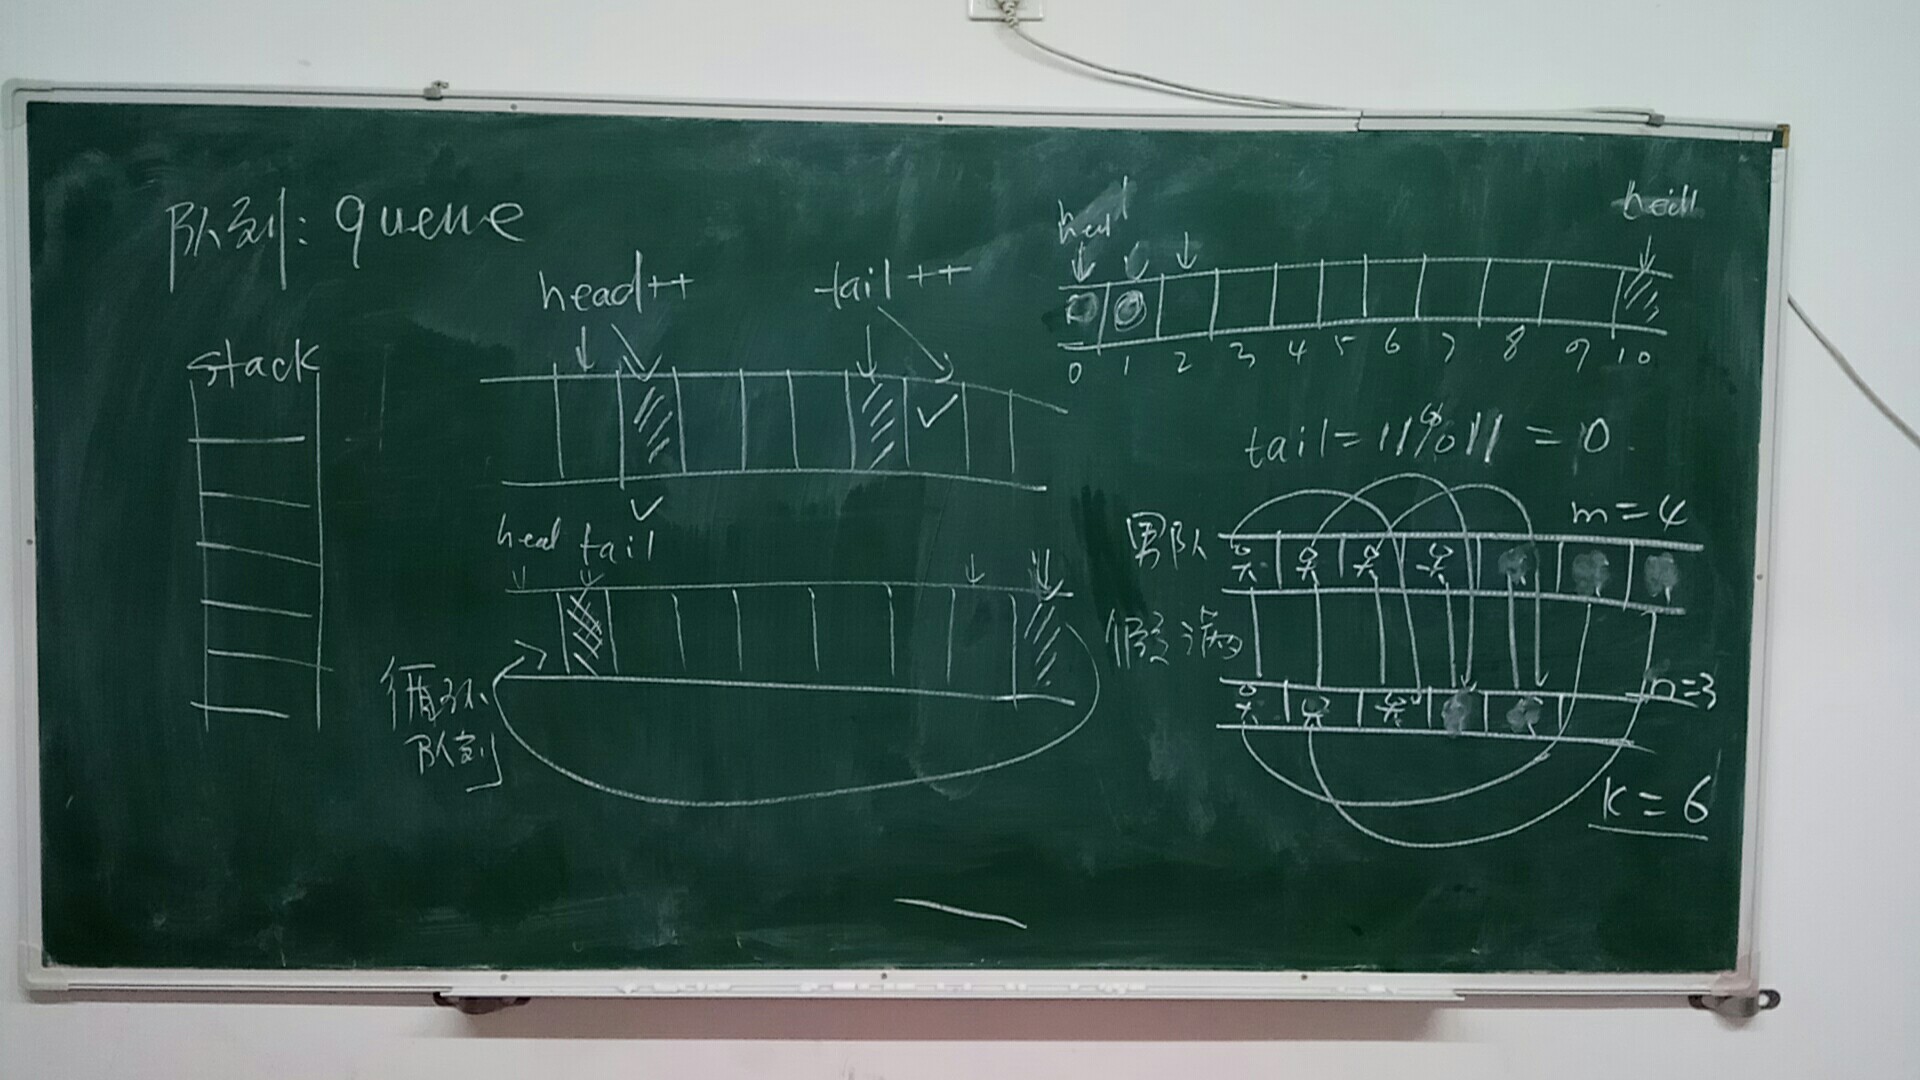 队列: queue
stack
head++
tail++
head tail
循环
队列
head
0 1 2 3 4 5 6 7 8 9 10
tail=11%11=0
男队
m=4
假满
n=3
k=6